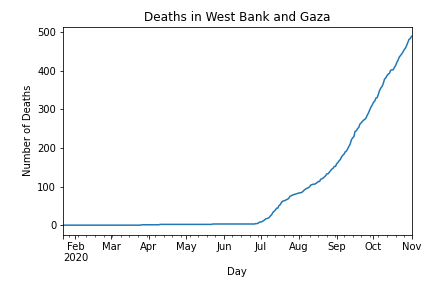 Deaths in West Bank and Gaza
500
400
300
200
100
0
Number of Deaths
Feb Mar Apr May Jun Jul Aug Sep Oct Nov
2020
Day